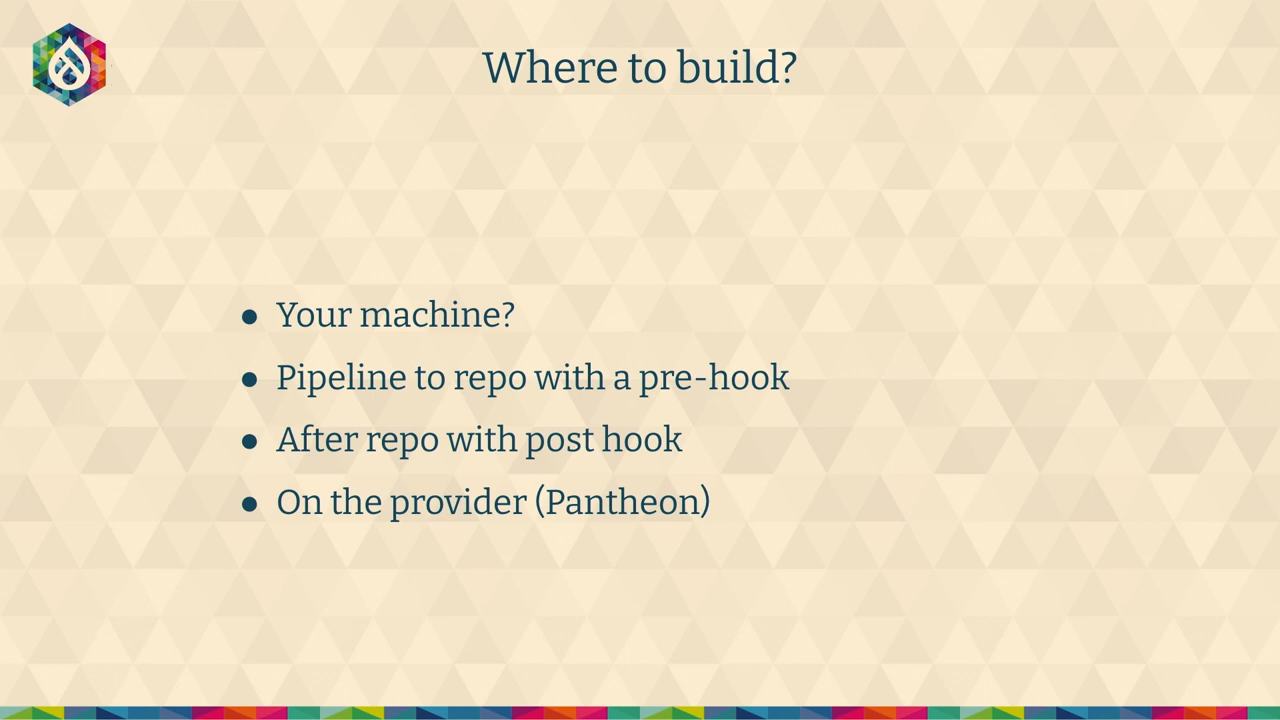 Where to build?
● Your machine?
● Pipeline to repo with a pre-hook
● After repo with post hook
● On the provider (Pantheon)